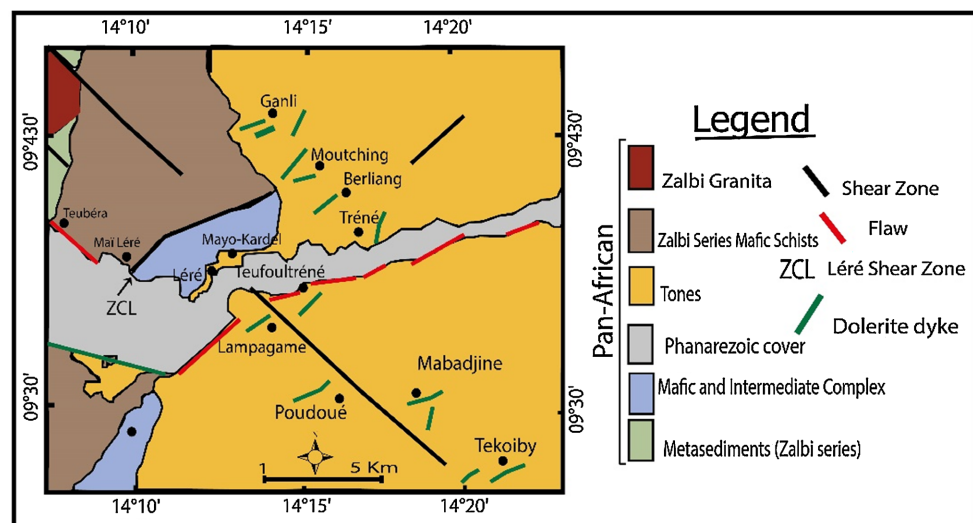 14°10' 14°15' 14°20'
09°430' 09°430'
Ganli
Moutching
Berliang
Teubéra
Tréné
Maï Léré
Mayo-Kardel
Léré Teufoultréné
ZCL
Lampagame
Mabadjine
09°30' 09°30'
Poudoué
Tekoiby
1 5 Km
14°10' 14°15' 14°20'
Legend
Pan-African
Zalbi Granita
Zalbi Series Mafic Schists
Tones
Phanarezoic cover
Mafic and Intermediate Complex
Metasediments (Zalbi series)
Shear Zone
Flaw
ZCL Léré Shear Zone
Dolerite dyke